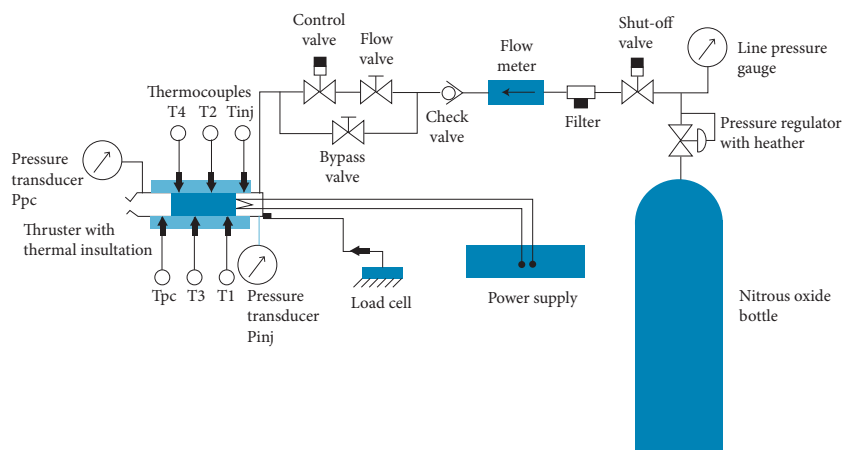 Control
valve
Flow
valve
Flow
meter
Shut-off
valve
Line pressure
gauge
Thermocouples
T4
T2
Tinj
Check
valve
Filter
Bypass
valve
Pressure regulator
with heather
Pressure
transducer
Ppc
Thruster with
thermal insultation
Tpc
T3
T1
Pressure
transducer
Pinj
Load cell
Power supply
Nitrous oxide
bottle